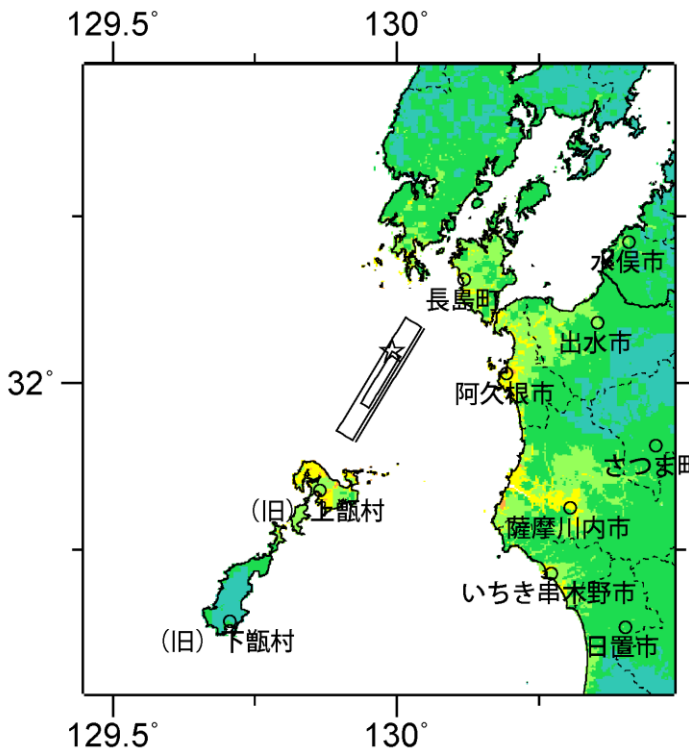 129.5° 130°
水俣市
長島町
出水市
32°
阿久根市
さつま町
（旧）上甑村
薩摩川内市
いちき串木野市
（旧）下甑村
日置市
129.5° 130°